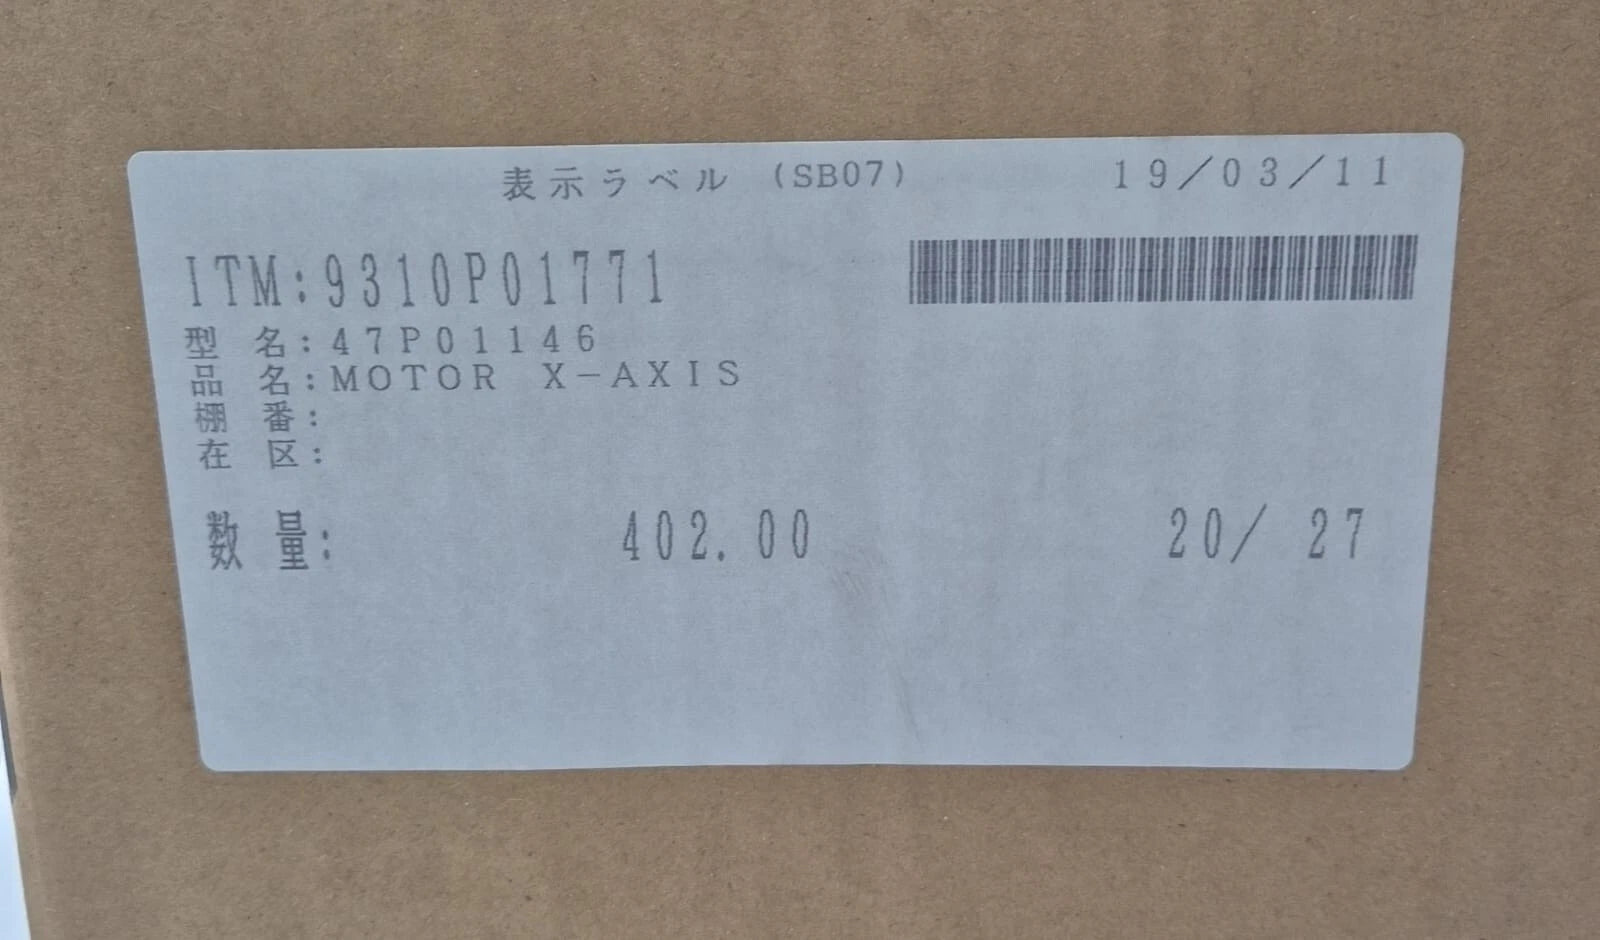 表示ラベル (SB07) 19/03/11
ITM:9310P01771
型 名:47P01146
品 名:MOTOR X-AXIS
棚 番:
在 区:
数 量: 402.00 20/ 27